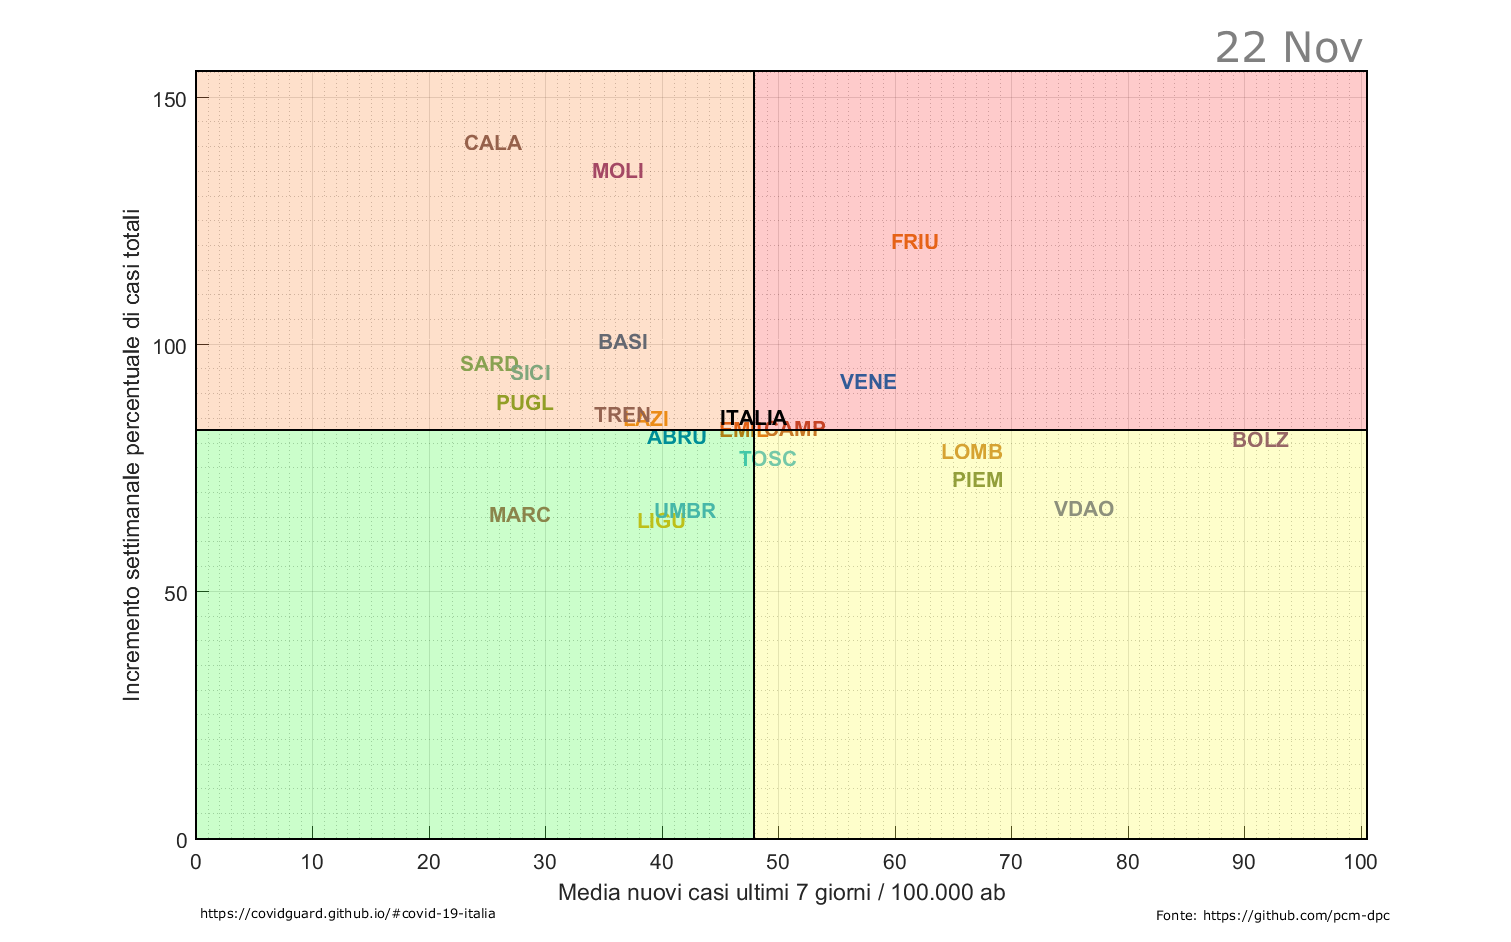 22 Nov
150
CALA
MOLI
FRIU
BASI
100
SARD
SICI
VENE
PUGL
TREN
LAZI
ITALIA
EMIL
CAMP
ABRU
BOLZ
LOMB
TOSC
PIEM
UMBR
VDAO
MARC
LIGU
50
0
Incremento settimanale percentuale di casi totali
0 10 20 30 40 50 60 70 80 90 100
Media nuovi casi ultimi 7 giorni / 100.000 ab
https://covidguard.github.io/#covid-19-italia
Fonte: https://github.com/pcm-dpc